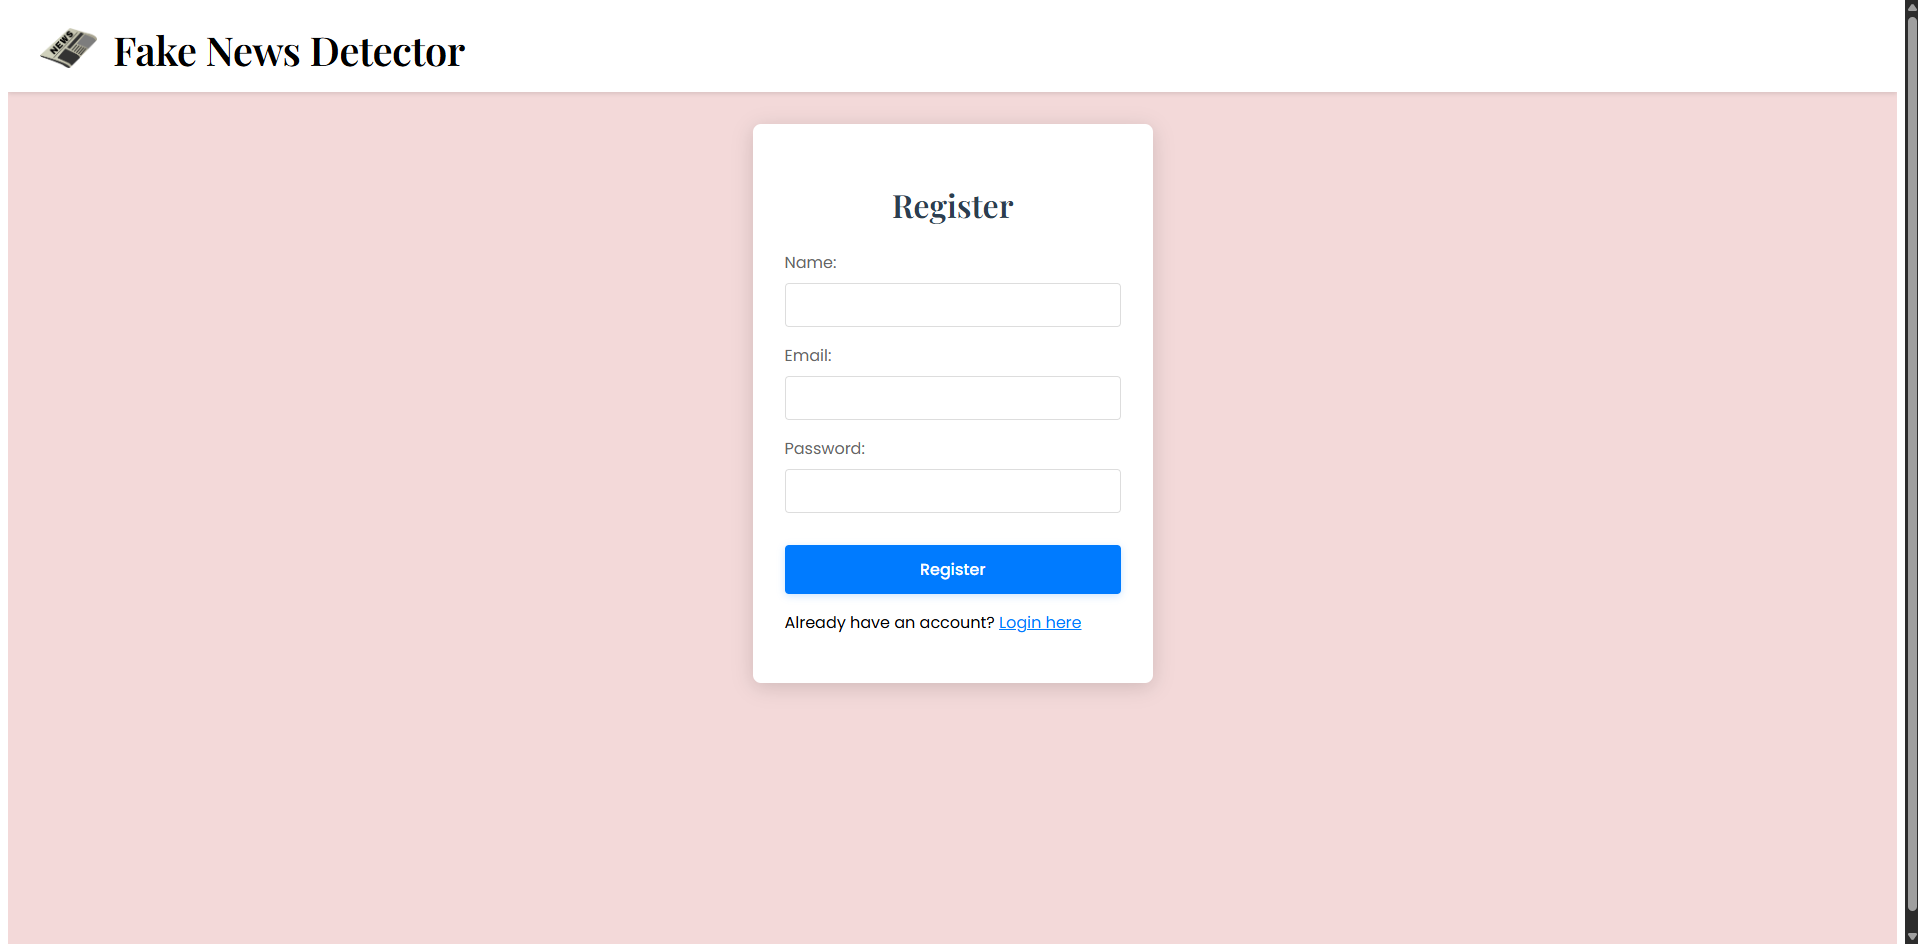 NEWS
Fake News Detector
Register
Name:
Email:
Password:
Register
Already have an account? Login here